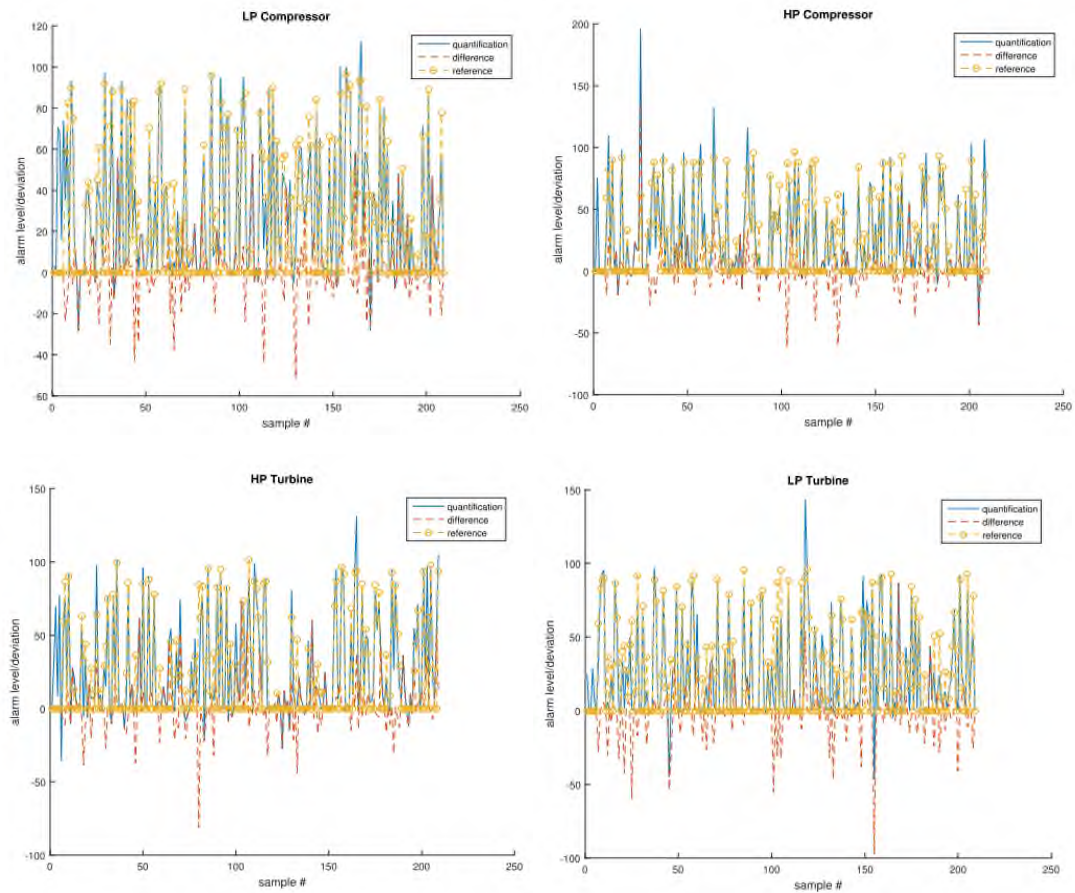 LP Compressor
120
100
80
60
40
20
0
-20
-40
-60
0
50
100
150
200
250
alarm level/deviation
sample #
quantification
difference
reference
HP Compressor
200
150
100
50
0
-50
-100
0
50
100
150
200
250
alarm level/deviation
sample #
quantification
difference
reference
HP Turbine
150
100
50
0
-50
-100
0
50
100
150
200
250
alarm level/deviation
sample #
quantification
difference
reference
LP Turbine
150
100
50
0
-50
-100
0
50
100
150
200
250
alarm level/deviation
sample #
quantification
difference
reference